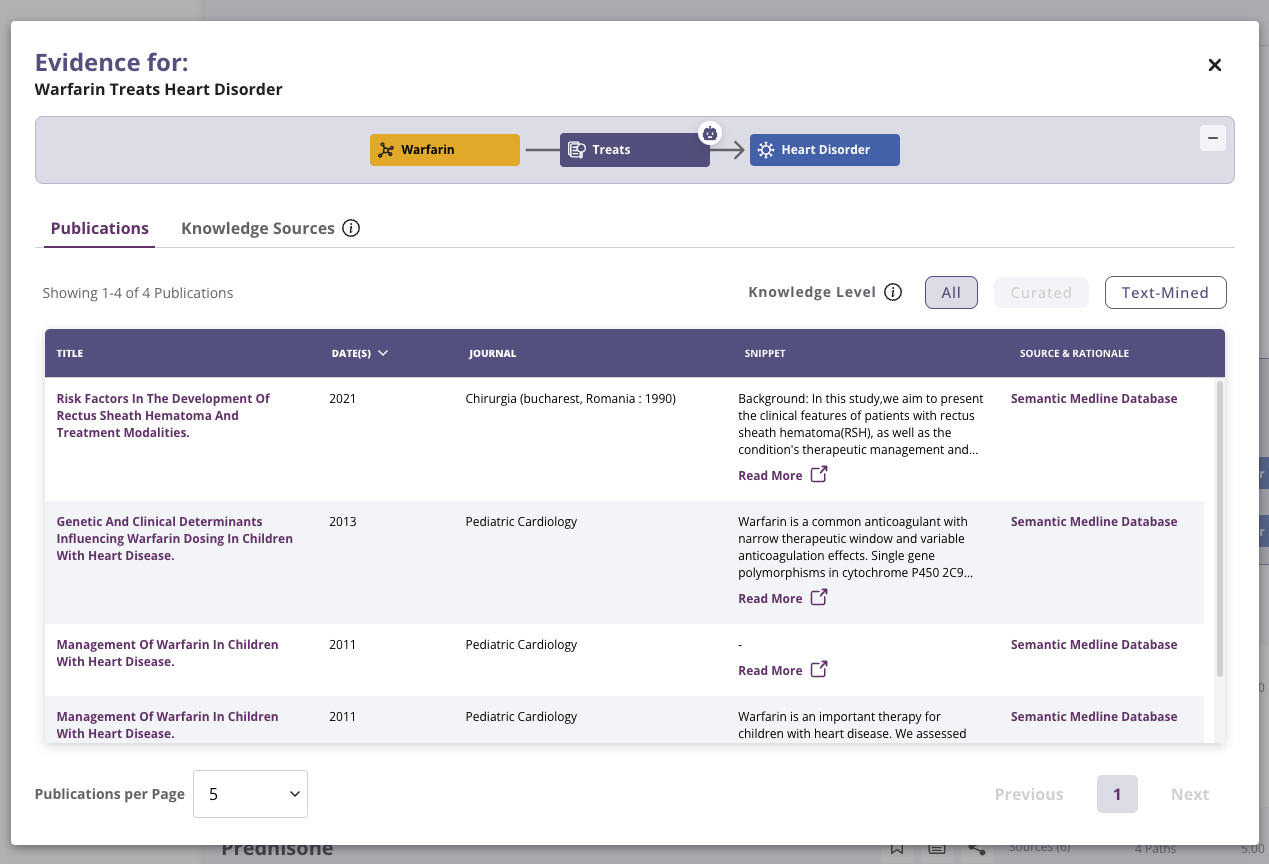 Evidence for:
Warfarin Treats Heart Disorder
Warfarin Treats Heart Disorder
Publications Knowledge Sources
Showing 1-4 of 4 Publications Knowledge Level All Curated Text-Mined
TITLE DATE(S) JOURNAL SNIPPET SOURCE & RATIONALE
Risk Factors In The Development Of 2021 Chirurgia (bucharest, Romania : 1990) Background: In this study,we aim to present Semantic Medline Database
Rectus Sheath Hematoma And the clinical features of patients with rectus
Treatment Modalities. sheath hematoma(RSH), as well as the
condition's therapeutic management and...
Read More
Genetic And Clinical Determinants 2013 Pediatric Cardiology Warfarin is a common anticoagulant with Semantic Medline Database
Influencing Warfarin Dosing In Children narrow therapeutic window and variable
With Heart Disease. anticoagulation effects. Single gene
polymorphisms in cytochrome P450 2C9...
Read More
Management Of Warfarin In Children 2011 Pediatric Cardiology - Semantic Medline Database
With Heart Disease.
Read More
Management Of Warfarin In Children 2011 Pediatric Cardiology Warfarin is an important therapy for Semantic Medline Database
With Heart Disease. children with heart disease. We assessed
Publications per Page 5 Previous 1 Next
Prednisone Sources (6) 4 Paths 5.00